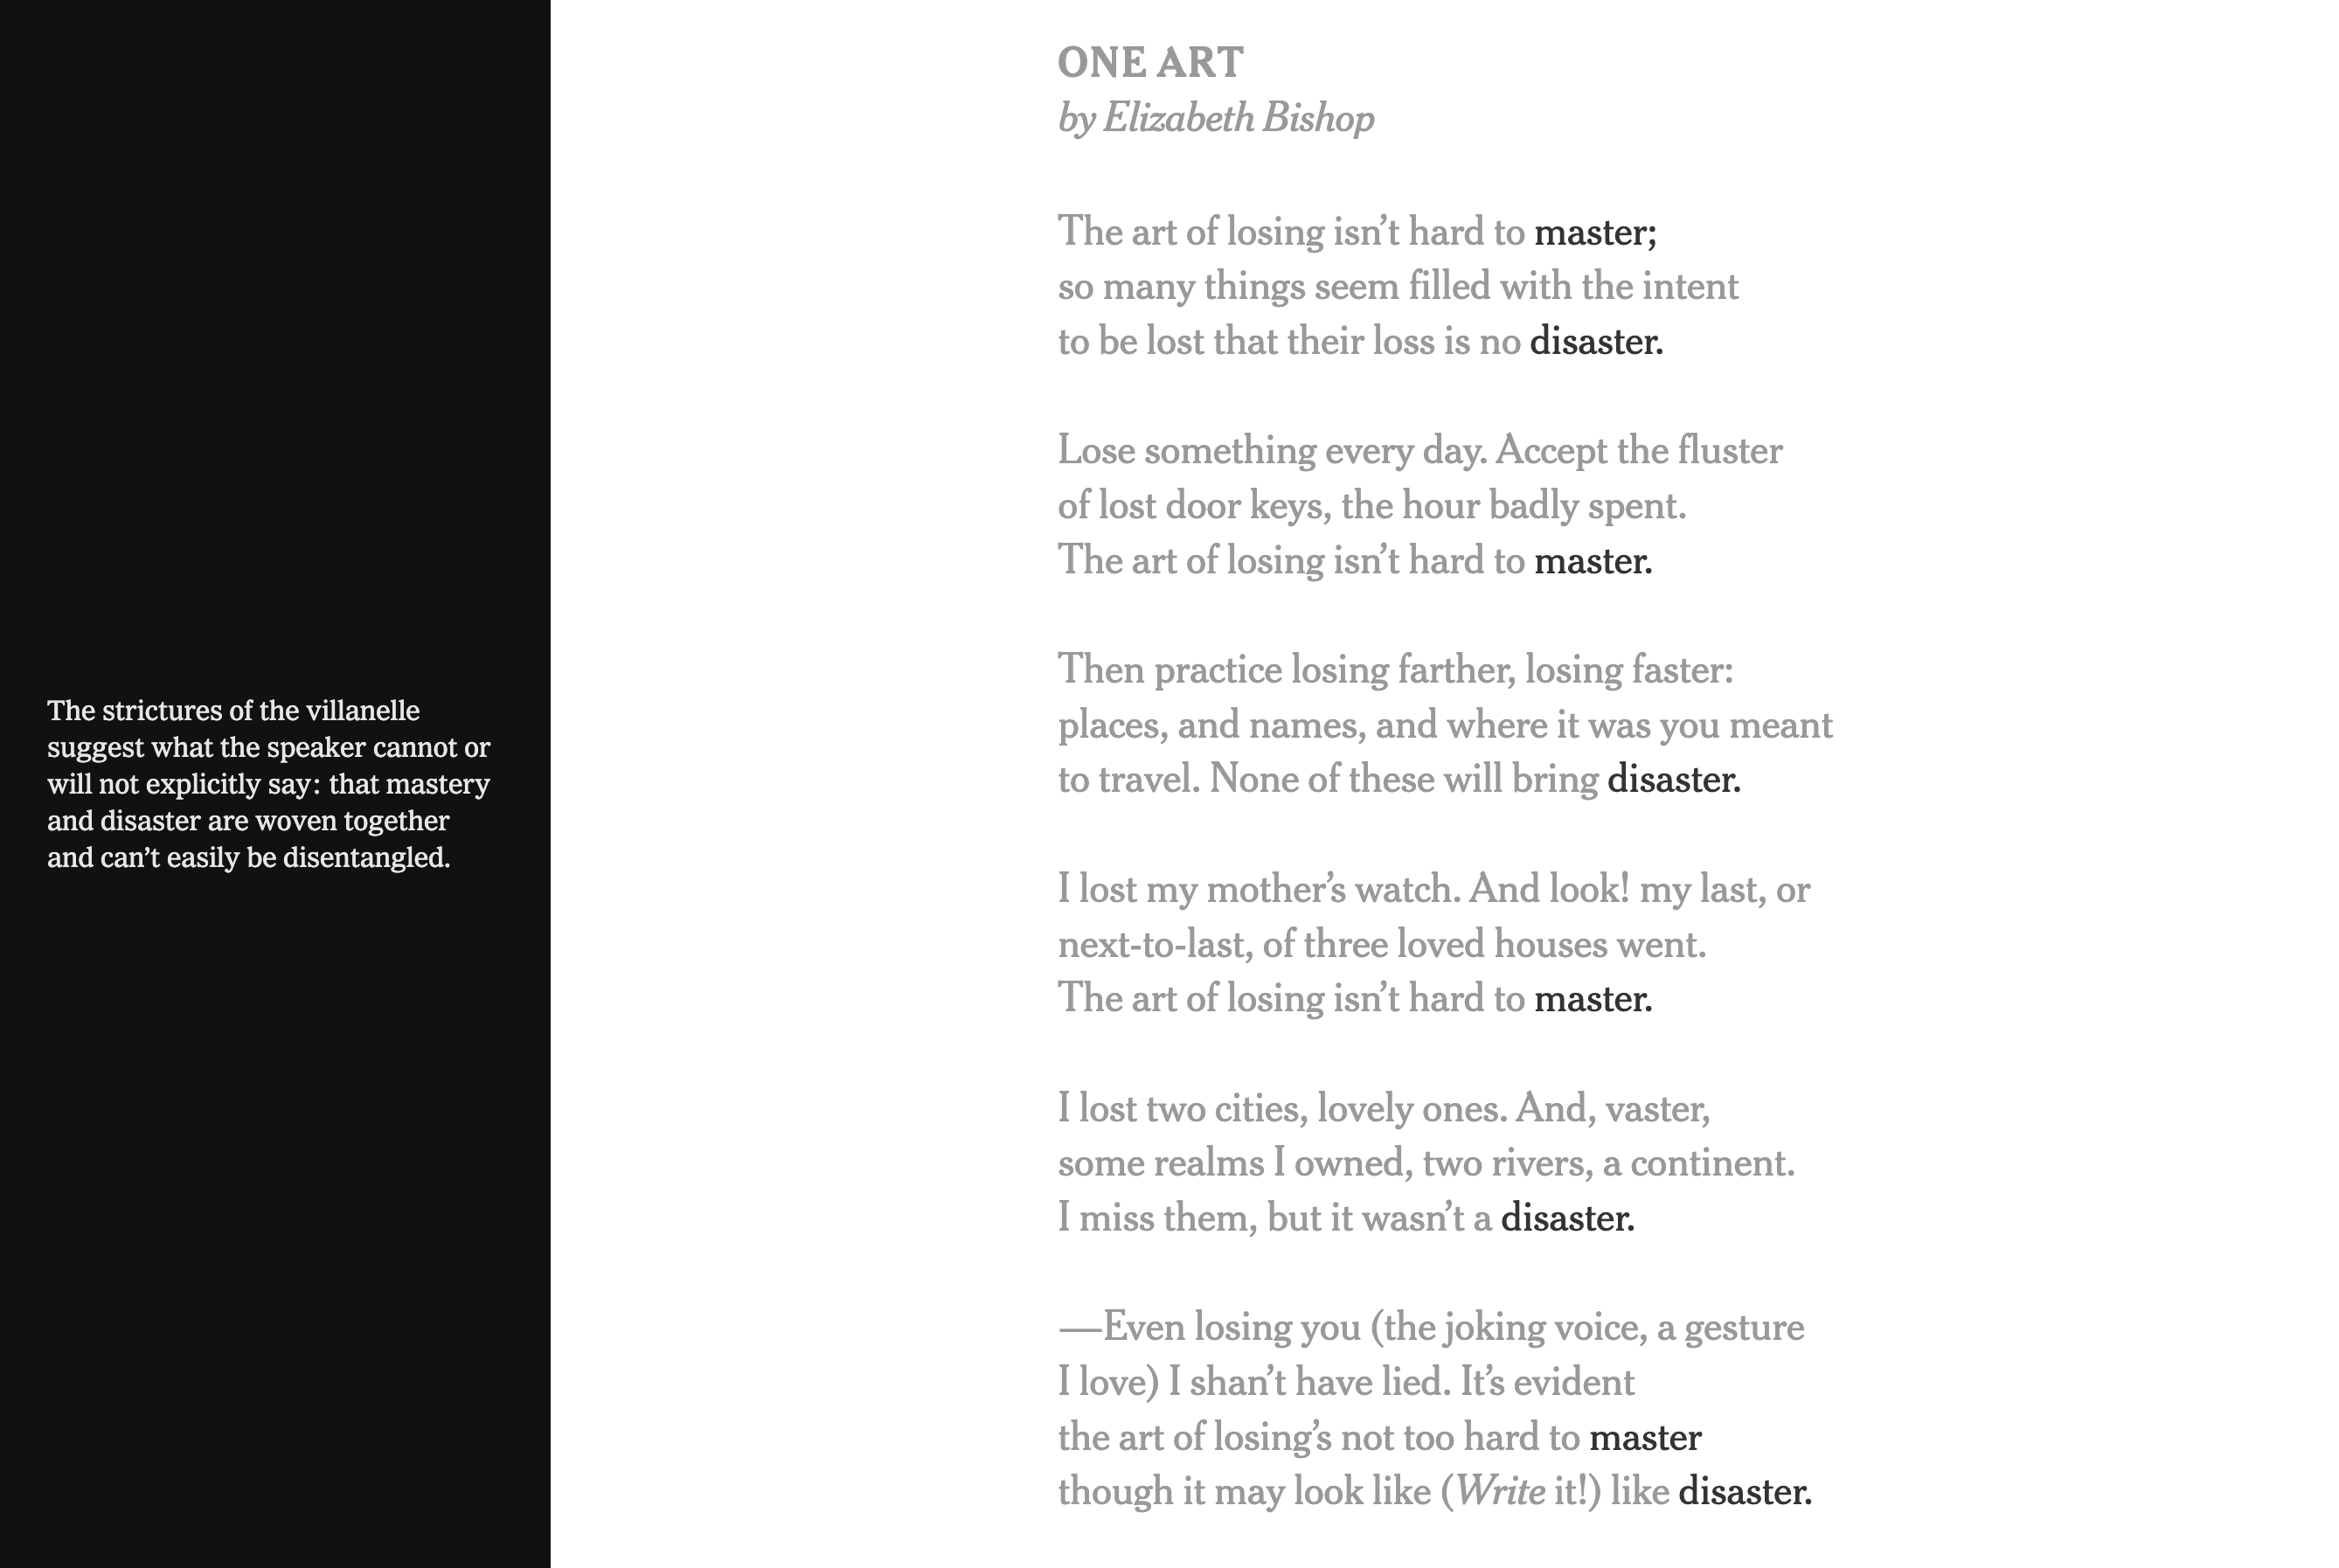 The strictures of the villanelle
suggest what the speaker cannot or
will not explicitly say: that mastery
and disaster are woven together
and can’t easily be disentangled.
ONE ART
by Elizabeth Bishop
The art of losing isn’t hard to master;
so many things seem filled with the intent
to be lost that their loss is no disaster.
Lose something every day. Accept the fluster
of lost door keys, the hour badly spent.
The art of losing isn’t hard to master.
Then practice losing farther, losing faster:
places, and names, and where it was you meant
to travel. None of these will bring disaster.
I lost my mother’s watch. And look! my last, or
next-to-last, of three loved houses went.
The art of losing isn’t hard to master.
I lost two cities, lovely ones. And, vaster,
some realms I owned, two rivers, a continent.
I miss them, but it wasn’t a disaster.
—Even losing you (the joking voice, a gesture
I love) I shan’t have lied. It’s evident
the art of losing’s not too hard to master
though it may look like (Write it!) like disaster.